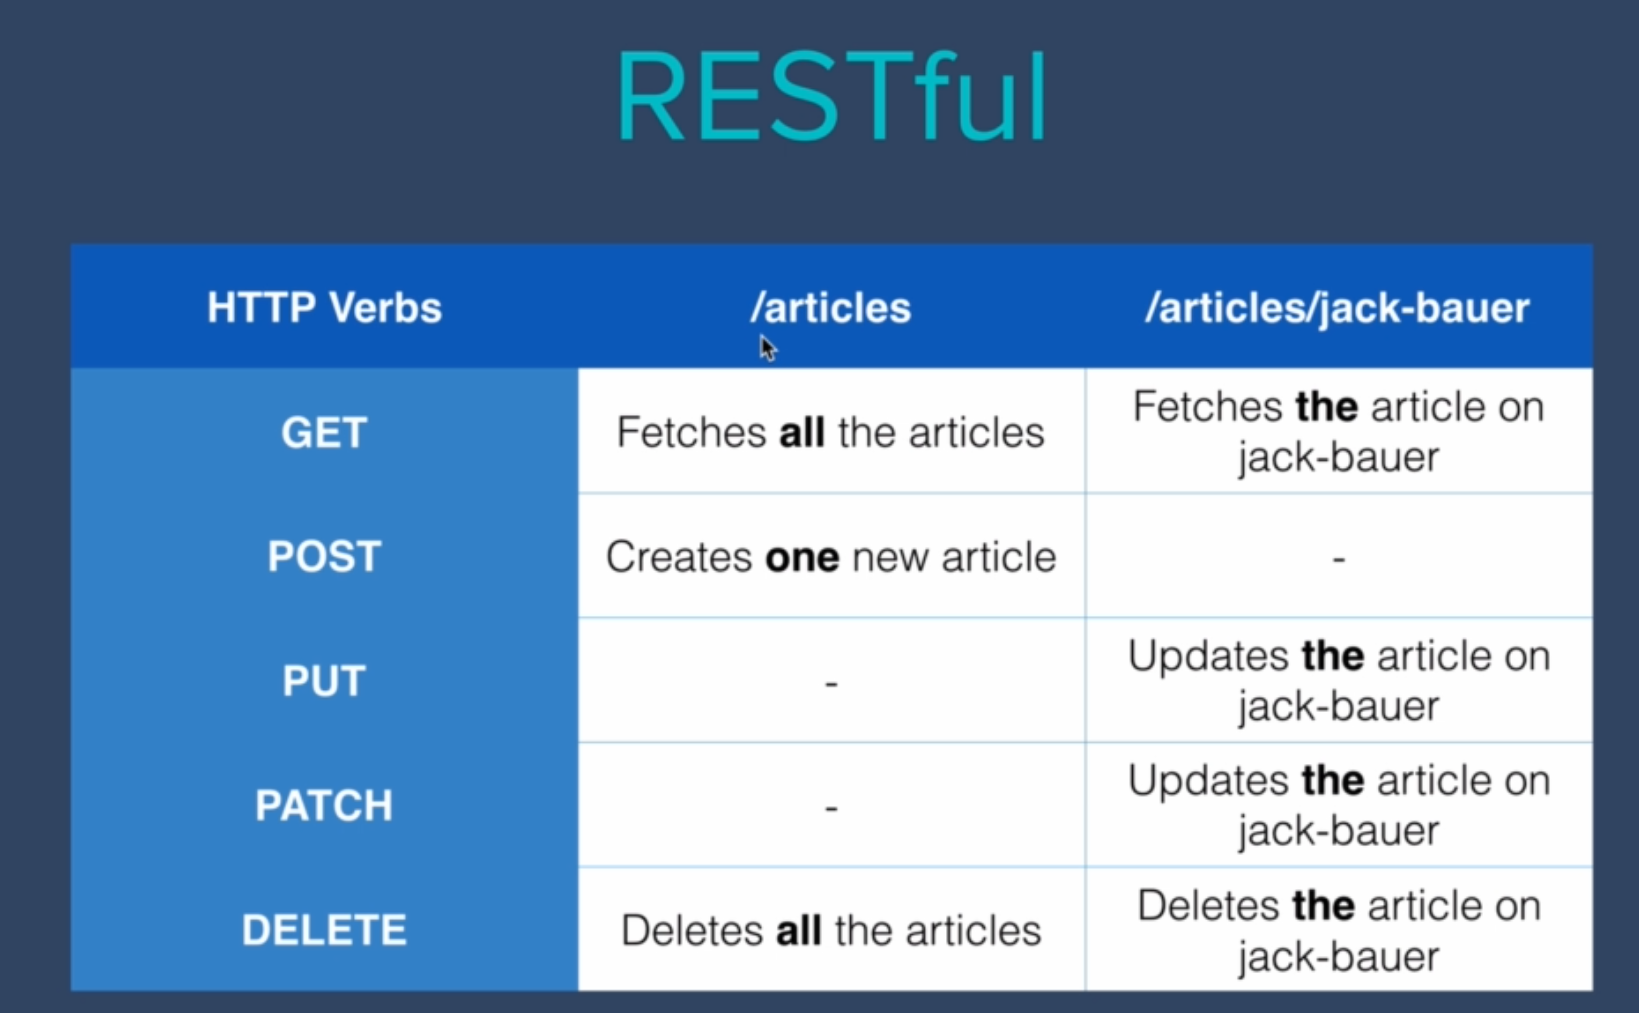 RESTful
HTTP Verbs
/articles
/articles/jack-bauer
GET
Fetches all the articles
Fetches the article on
jack-bauer
POST
Creates one new article
-
PUT
-
Updates the article on
jack-bauer
PATCH
-
Updates the article on
jack-bauer
DELETE
Deletes all the articles
Deletes the article on
jack-bauer